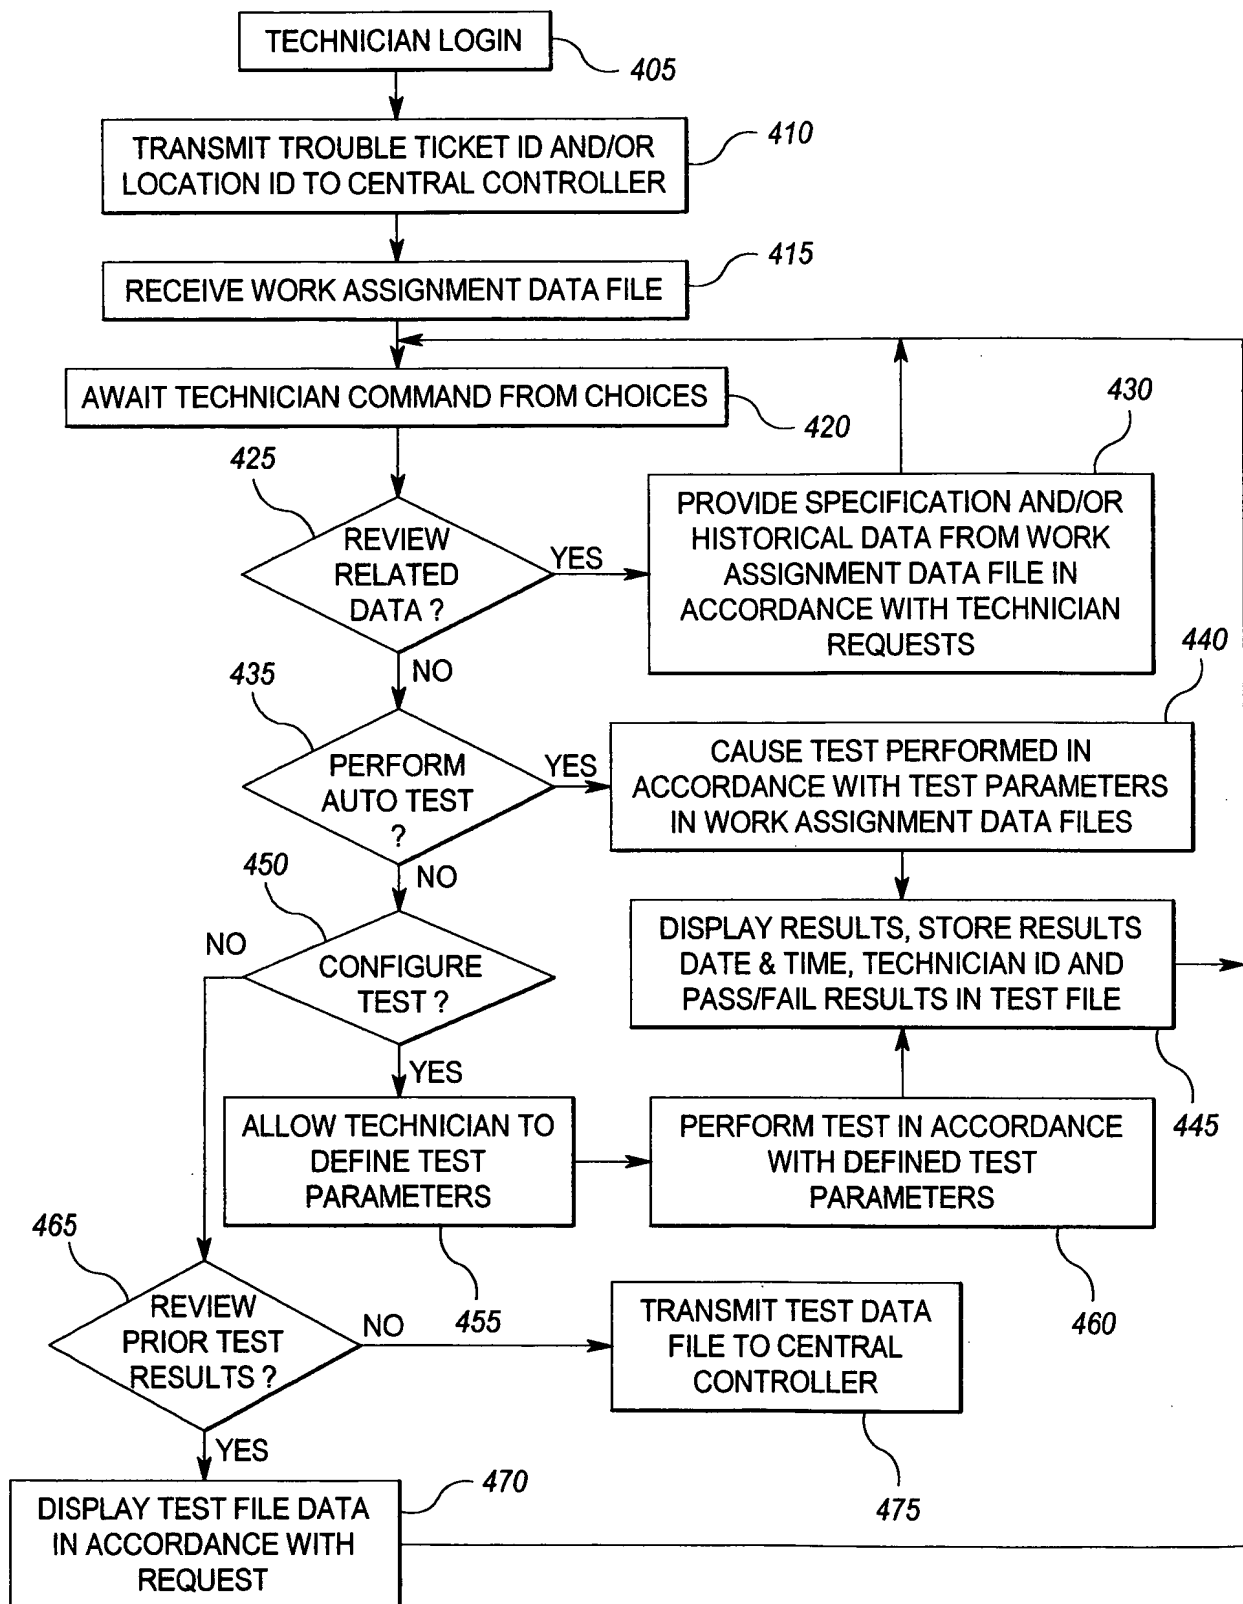 TECHNICIAN LOGIN
405
TRANSMIT TROUBLE TICKET ID AND/OR
LOCATION ID TO CENTRAL CONTROLLER
410
RECEIVE WORK ASSIGNMENT DATA FILE
415
AWAIT TECHNICIAN COMMAND FROM CHOICES
420
425
REVIEW
RELATED
DATA ?
YES
NO
430
PROVIDE SPECIFICATION AND/OR
HISTORICAL DATA FROM WORK
ASSIGNMENT DATA FILE IN
ACCORDANCE WITH TECHNICIAN
REQUESTS
435
PERFORM
AUTO TEST
?
YES
NO
440
CAUSE TEST PERFORMED IN
ACCORDANCE WITH TEST PARAMETERS
IN WORK ASSIGNMENT DATA FILES
450
NO
CONFIGURE
TEST ?
YES
DISPLAY RESULTS, STORE RESULTS
DATE & TIME, TECHNICIAN ID AND
PASS/FAIL RESULTS IN TEST FILE
445
ALLOW TECHNICIAN TO
DEFINE TEST
PARAMETERS
455
PERFORM TEST IN ACCORDANCE
WITH DEFINED TEST
PARAMETERS
460
465
REVIEW
PRIOR TEST
RESULTS ?
NO
YES
TRANSMIT TEST DATA
FILE TO CENTRAL
CONTROLLER
475
DISPLAY TEST FILE DATA
IN ACCORDANCE WITH
REQUEST
470